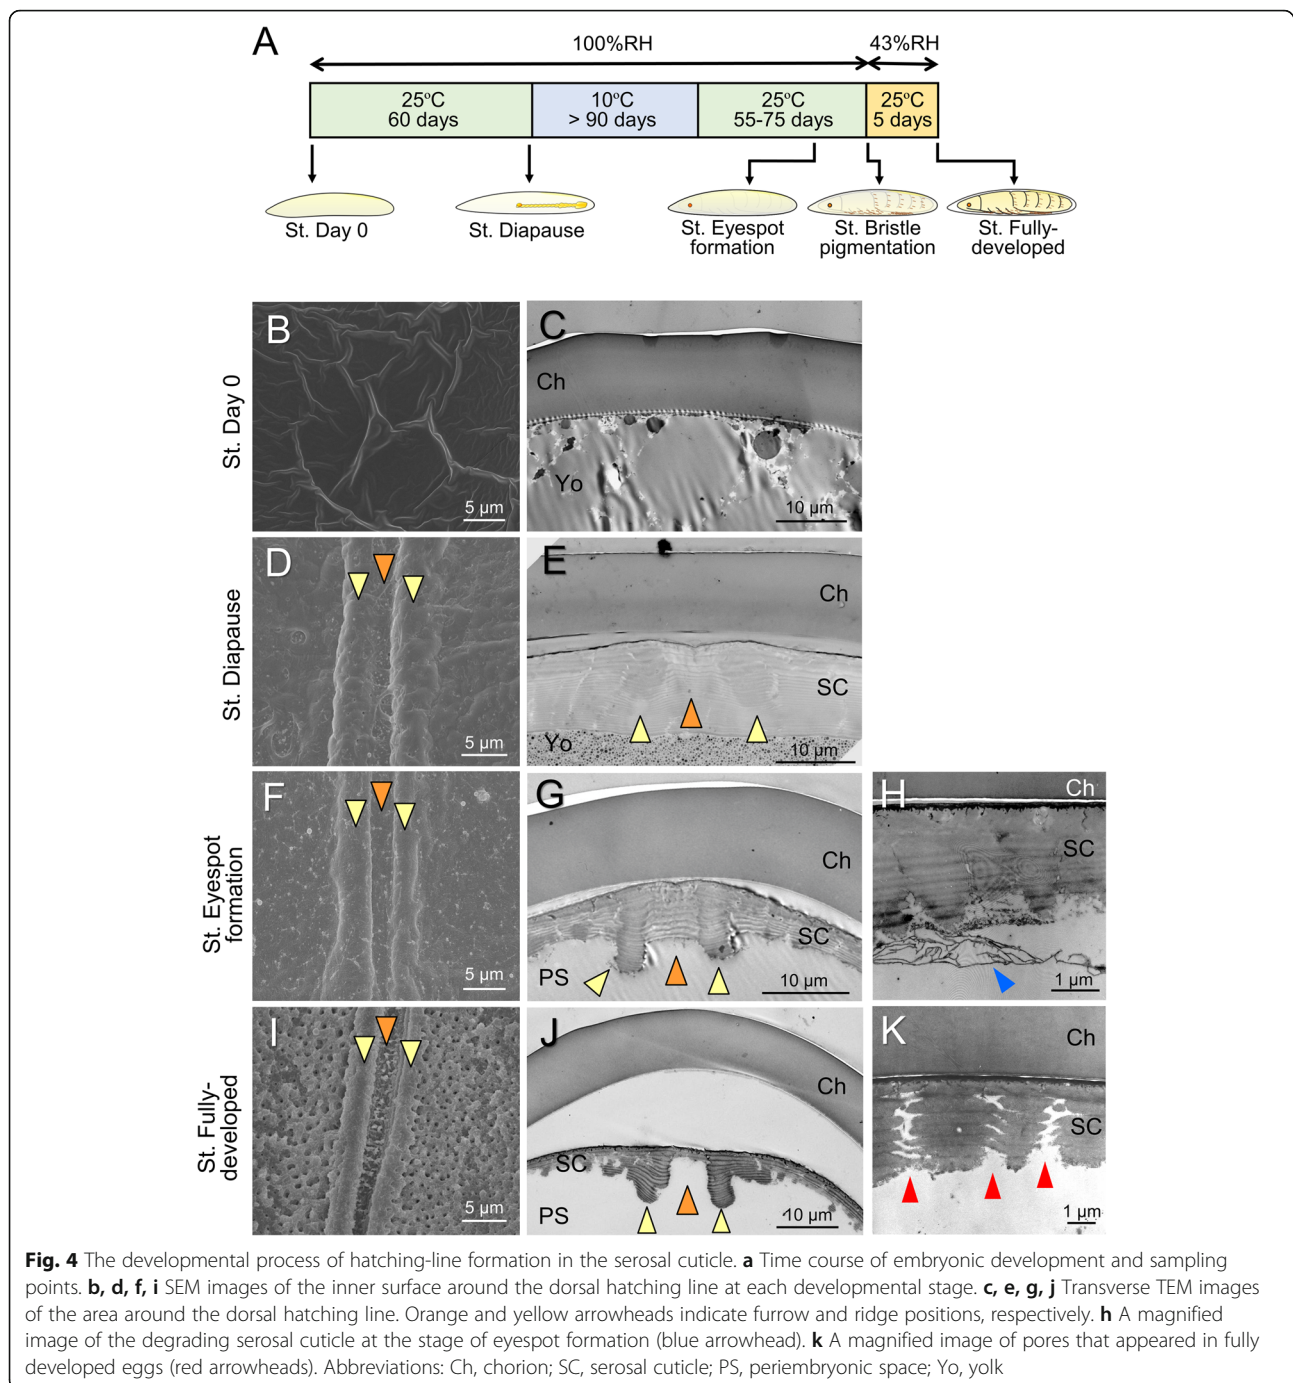 A
100%RH
43%RH
25ºC
60 days
10ºC
> 90 days
25ºC
55-75 days
25ºC
5 days
St. Day 0
St. Diapause
St. Eyespot
formation
St. Bristle
pigmentation
St. Fully-
developed
St. Day 0
B
5 µm
C
Ch
Yo
10 µm
St. Diapause
D
5 µm
E
Ch
SC
Yo
10 µm
St. Eyespot
formation
F
5 µm
G
Ch
SC
PS
10 µm
H
Ch
SC
1 µm
St. Fully-
developed
I
5 µm
J
Ch
SC
PS
10 µm
K
Ch
SC
1 µm
Fig. 4 The developmental process of hatching-line formation in the serosal cuticle. a Time course of embryonic development and sampling
points. b, d, f, i SEM images of the inner surface around the dorsal hatching line at each developmental stage. c, e, g, j Transverse TEM images
of the area around the dorsal hatching line. Orange and yellow arrowheads indicate furrow and ridge positions, respectively. h A magnified
image of the degrading serosal cuticle at the stage of eyespot formation (blue arrowhead). k A magnified image of pores that appeared in fully
developed eggs (red arrowheads). Abbreviations: Ch, chorion; SC, serosal cuticle; PS, periembryonic space; Yo, yolk